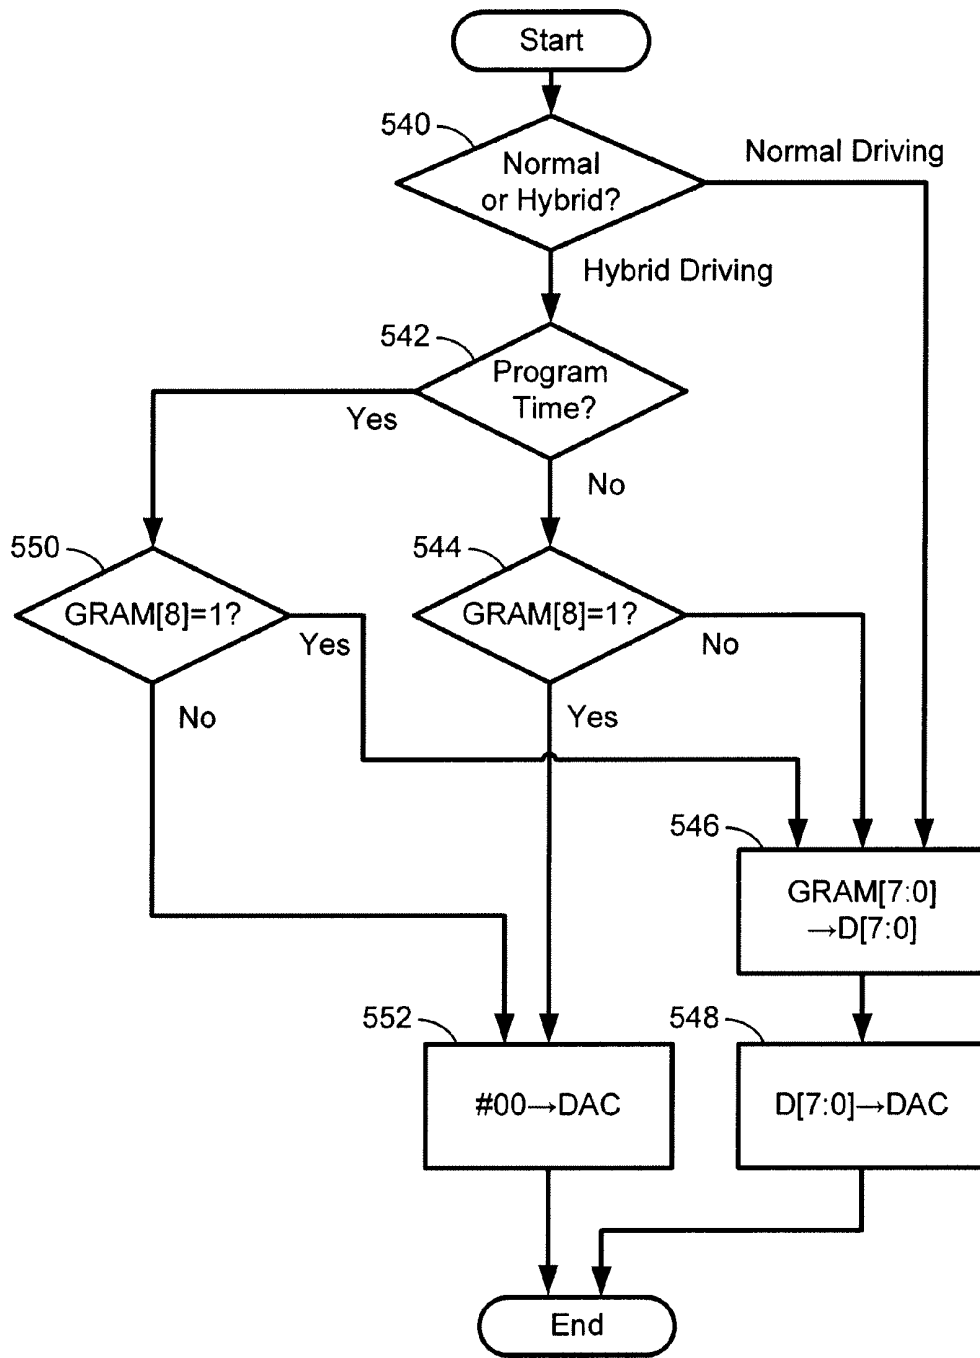 Start
540
Normal
or Hybrid?
Normal Driving
Hybrid Driving
542
Program
Time?
Yes
No
550
GRAM[8]=1?
Yes
No
544
GRAM[8]=1?
No
Yes
546
GRAM[7:0]
→D[7:0]
552
#00→DAC
548
D[7:0]→DAC
End